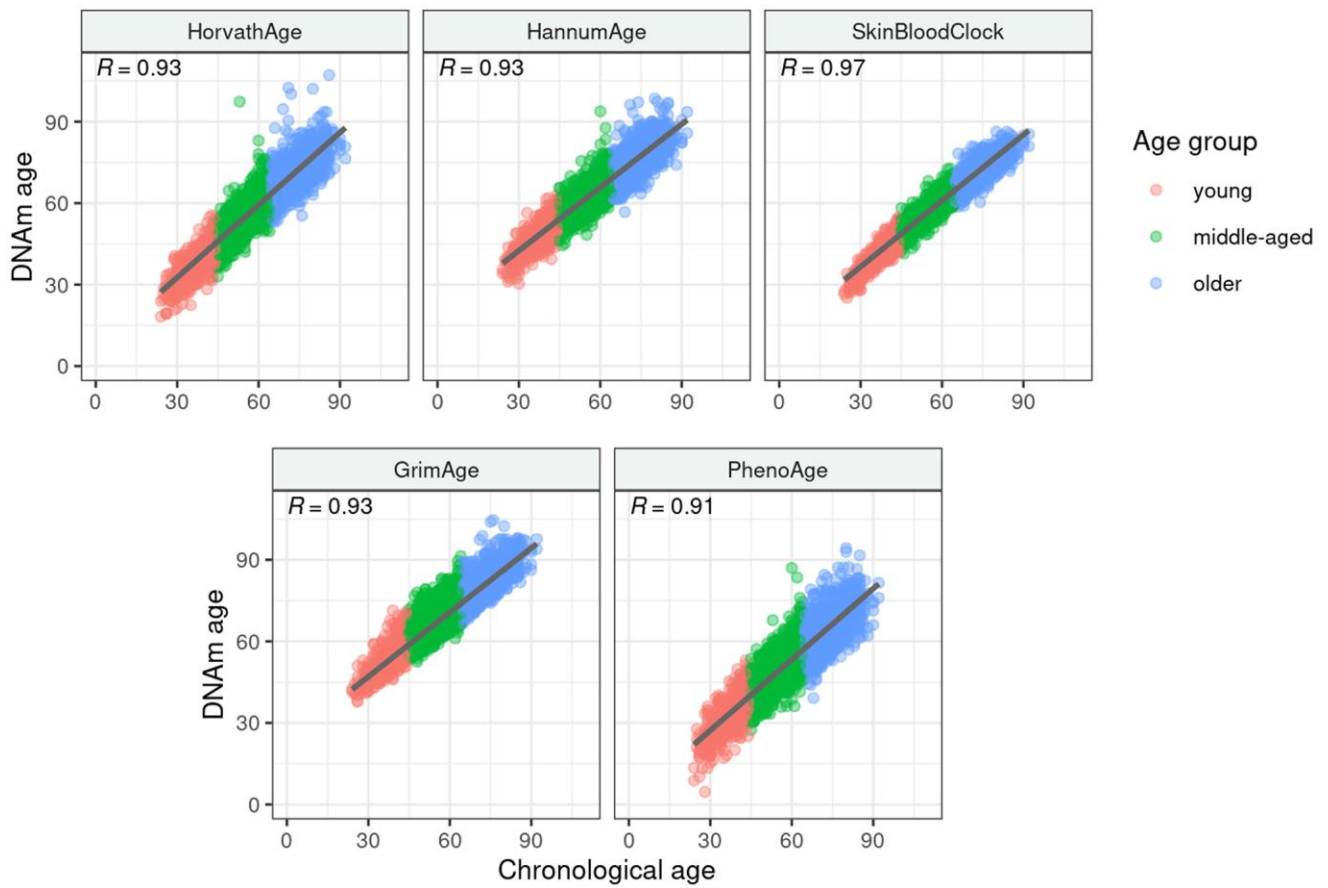 HorvathAge HannumAge SkinBloodClock
R = 0.93 R = 0.93 R = 0.97
90
60
30
0
DNAm age
0 30 60 90 0 30 60 90 0 30 60 90
Age group
young
middle-aged
older
GrimAge PhenoAge
R = 0.93 R = 0.91
90
60
30
0
DNAm age
0 30 60 90 0 30 60 90
Chronological age